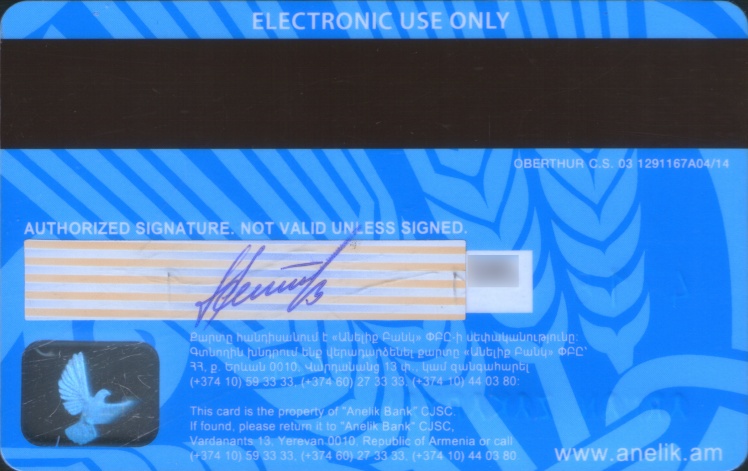 ELECTRONIC USE ONLY
OBERTHUR C.S. 03 1291167A04/14
AUTHORIZED SIGNATURE. NOT VALID UNLESS SIGNED.
Քարտը հանդիսանում է «Անելիք Բանկ» ՓԲԸ-ի սեփականությունը:
Գտնողին խնդրում ենք վերադարձնել քարտը «Անելիք Բանկ» ՓԲԸ՝
ՀՀ, ք. Երևան 0010, Վարդանանց 13 տ., կամ զանգահարել
(+374 10) 59 33 33, (+374 60) 27 33 33, (+374 10) 44 03 80:
This card is the property of "Anelik Bank" CJSC.
If found, please return it to "Anelik Bank" CJSC,
Vardanants 13, Yerevan 0010, Republic of Armenia or call
(+374 10) 59 33 33, (+374 60) 27 33 33, (+374 10) 44 03 80.
www.anelik.am